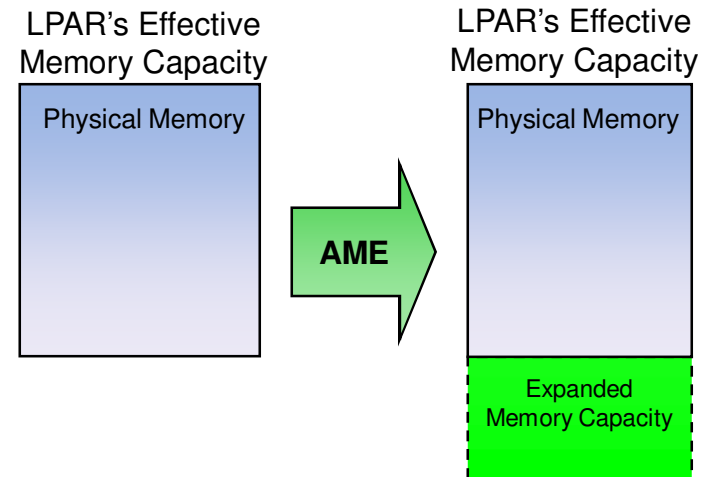 LPAR's Effective
Memory Capacity
Physical Memory
AME
LPAR's Effective
Memory Capacity
Physical Memory
Expanded
Memory Capacity